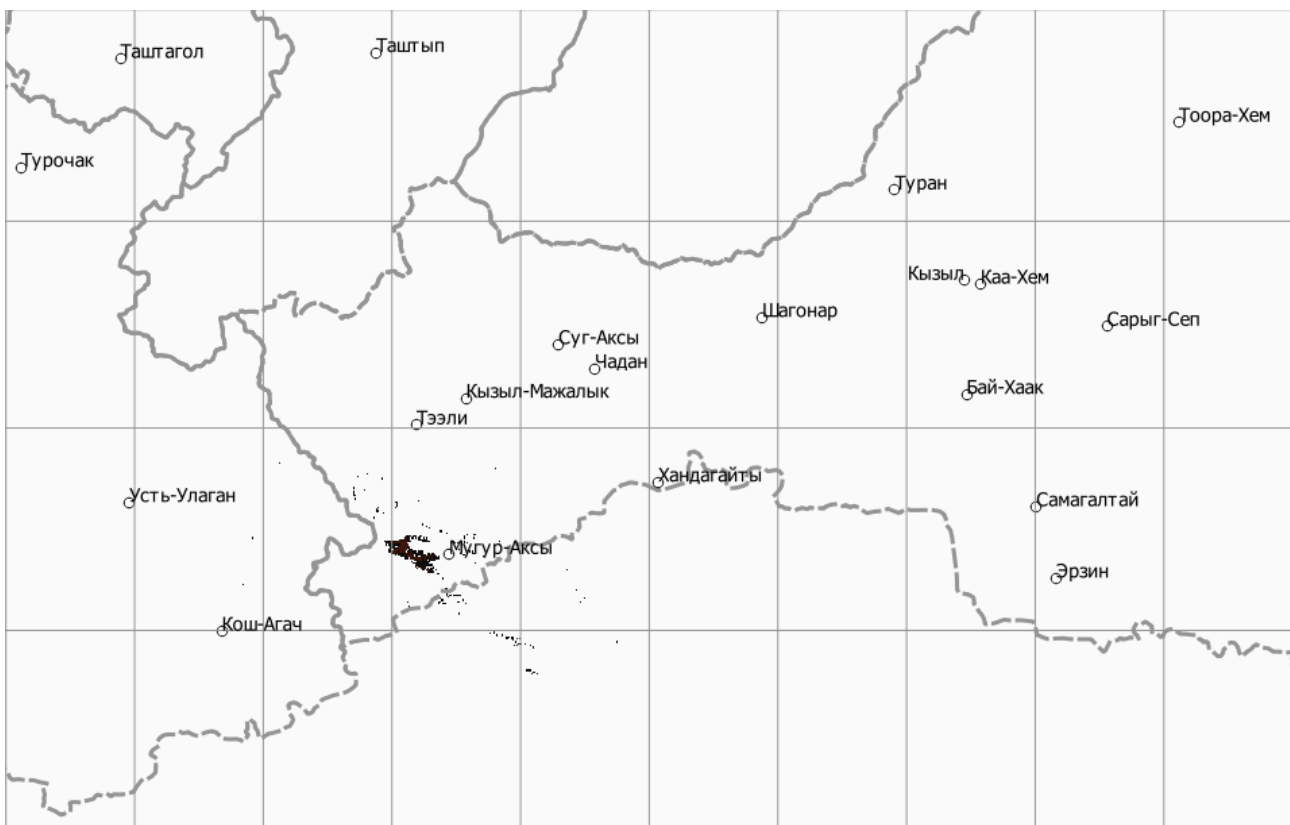 Таштагол
Таштып
Тоора-Хем
Турочак
Туран
Кызыл
Каа-Хем
Шагонар
Сарыг-Сеп
Суг-Аксы
Чадан
Кызыл-Мажалык
Бай-Хаак
Тээли
Хандагайты
Усть-Улаган
Самагалтай
Мугур-Аксы
Эрзин
Кош-Агач